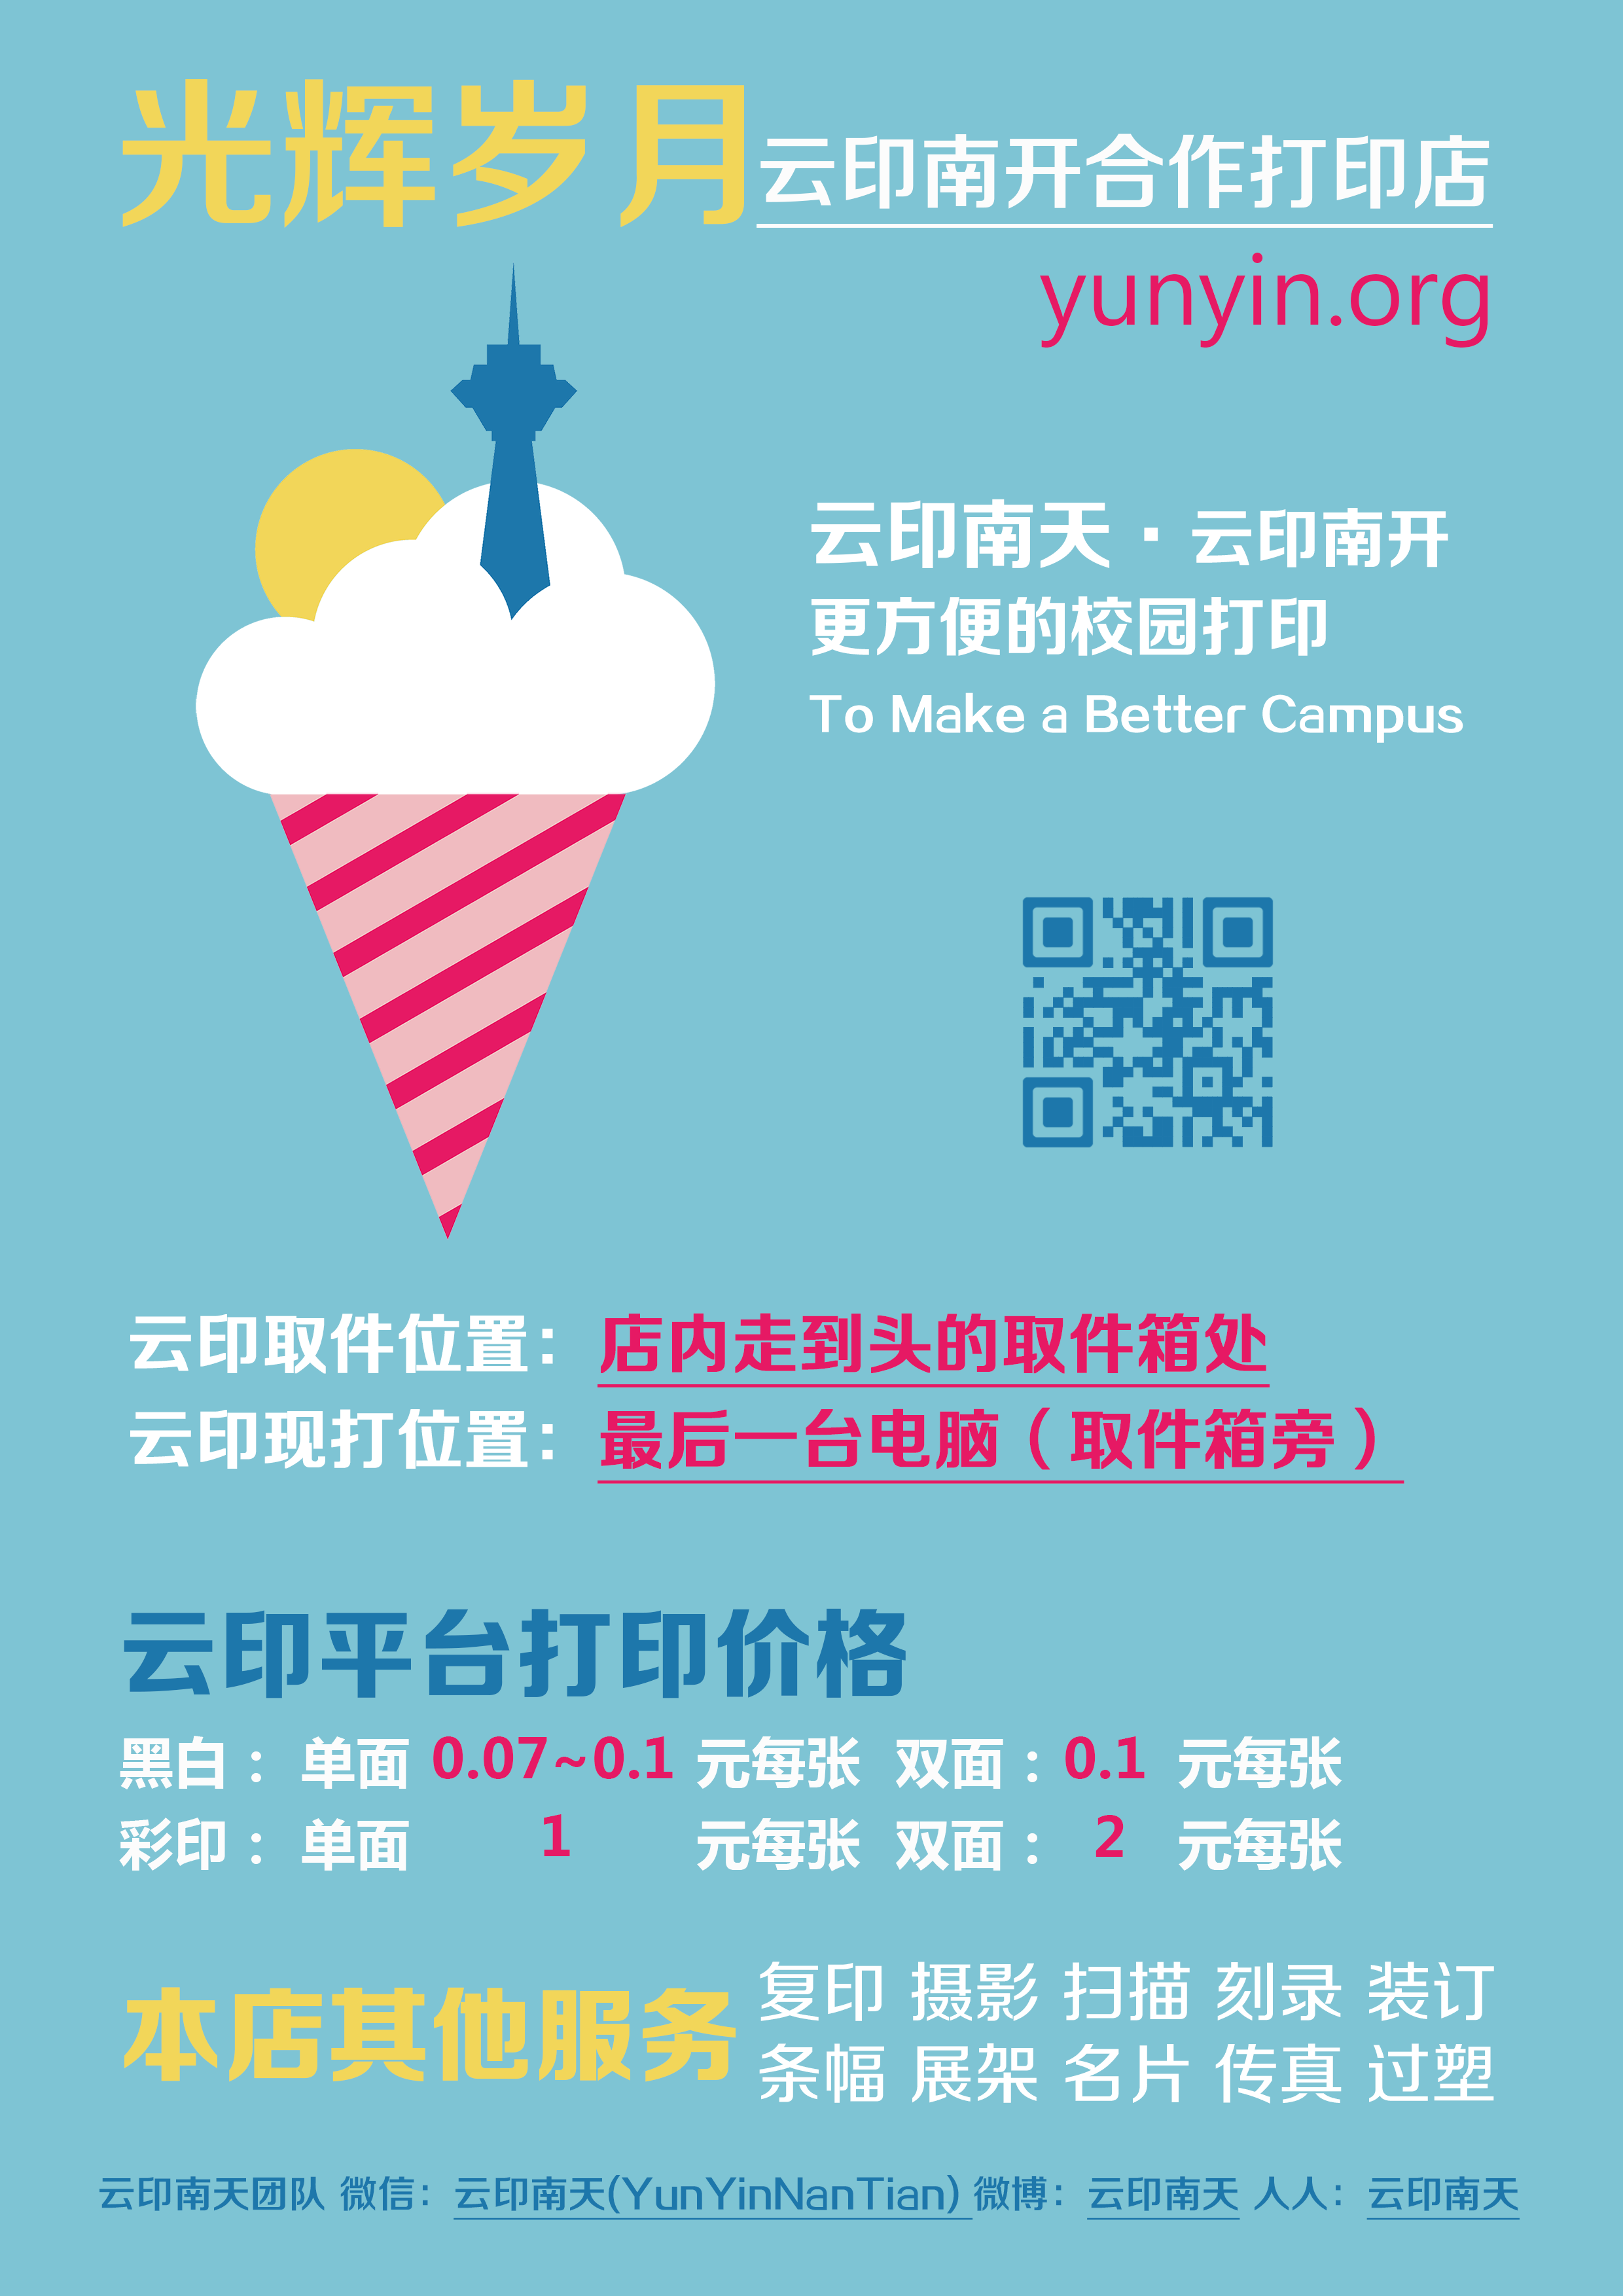 光辉岁月 云印南开合作打印店
yunyin.org
云印南天·云印南开
更方便的校园打印
To Make a Better Campus
云印取件位置：店内走到头的取件箱处
云印现打位置：最后一台电脑（取件箱旁）
云印平台打印价格
黑白：单面 0.07~0.1 元每张 双面：0.1 元每张
彩印：单面 1 元每张 双面：2 元每张
本店其他服务
复印 摄影 扫描 刻录 装订
条幅 展架 名片 传真 过塑
云印南天团队 微信：云印南天(YunYinNanTian) 微博：云印南天 人人：云印南天